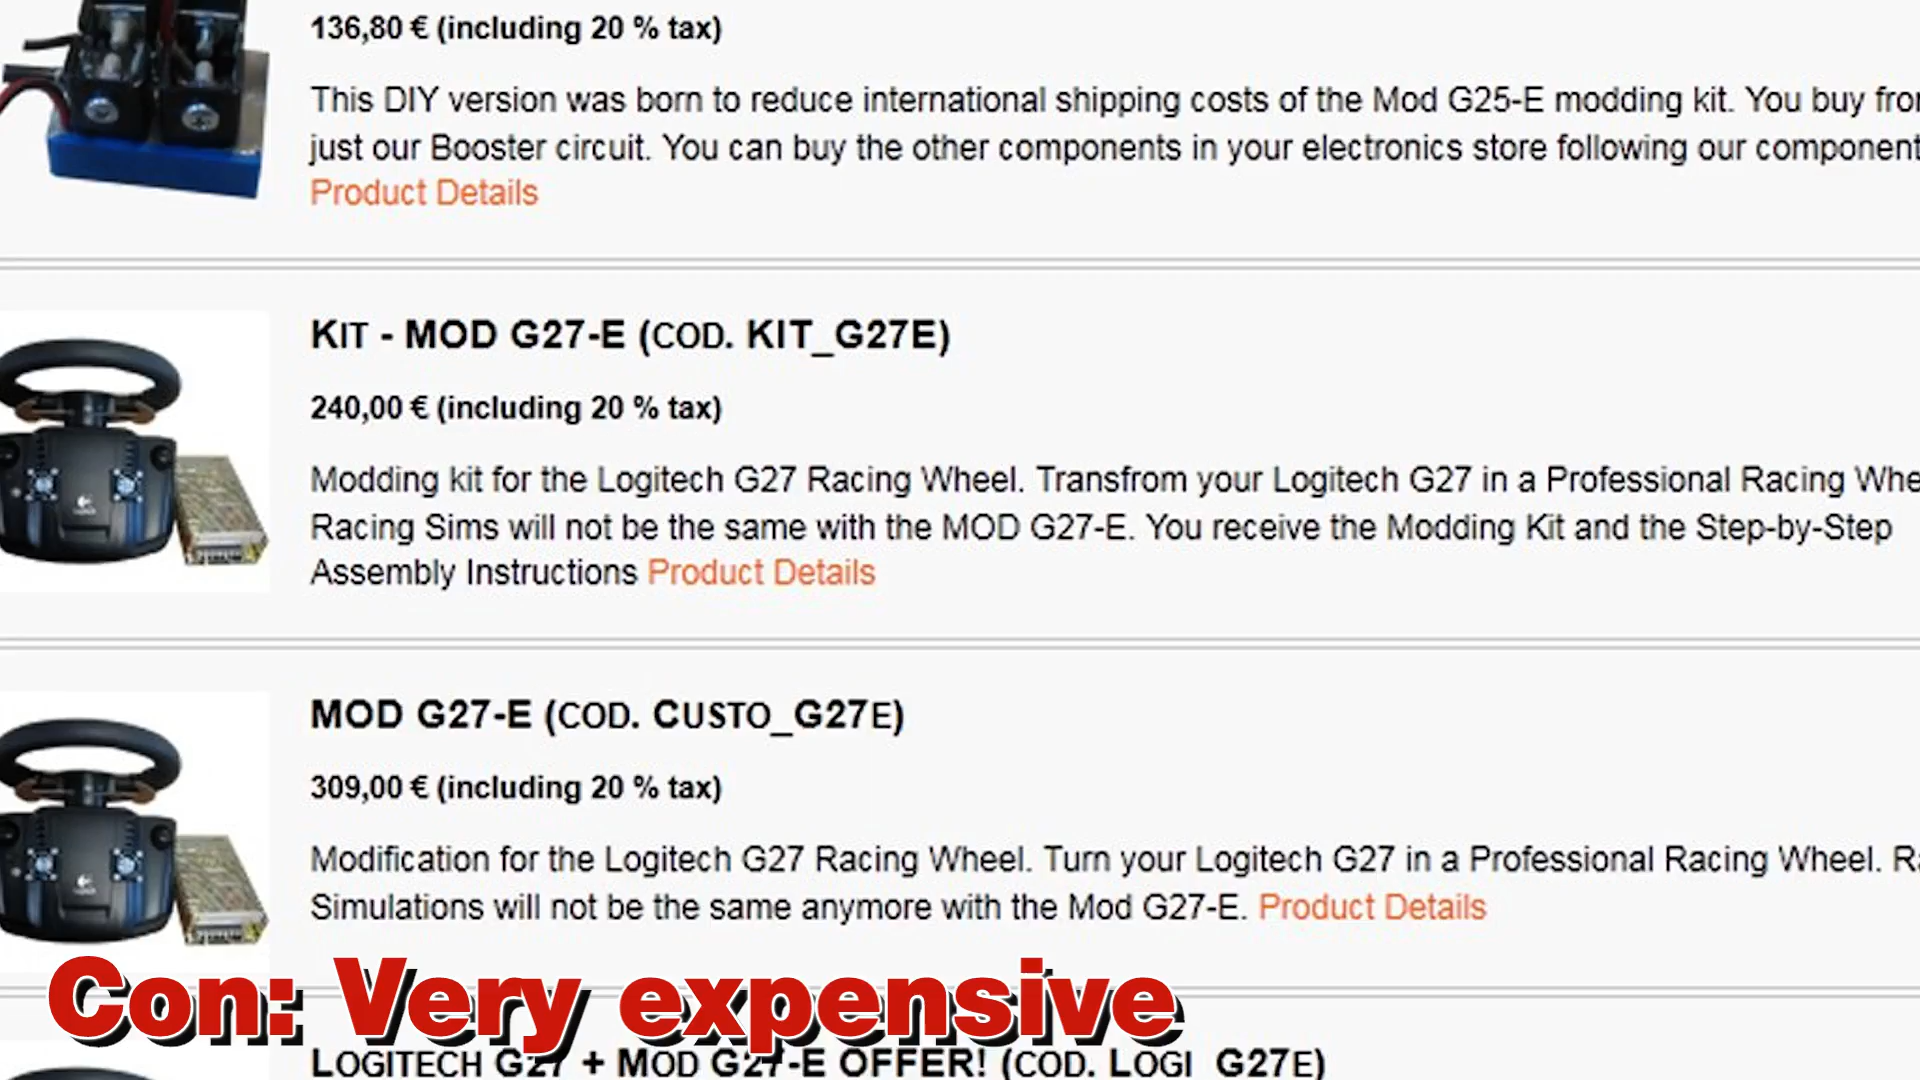 136,80 € (including 20 % tax)
This DIY version was born to reduce international shipping costs of the Mod G25-E modding kit. You buy
just our Booster circuit. You can buy the other components in your electronics store following our component
Product Details
KIT - MOD G27-E (COD. KIT_G27E)
240,00 € (including 20 % tax)
Modding kit for the Logitech G27 Racing Wheel. Transfrom your Logitech G27 in a Professional Racing
Racing Sims will not be the same with the MOD G27-E. You receive the Modding Kit and the Step-by-Step
Assembly Instructions Product Details
MOD G27-E (COD. CUSTO_G27E)
309,00 € (including 20 % tax)
Modification for the Logitech G27 Racing Wheel. Turn your Logitech G27 in a Professional Racing Wheel.
Simulations will not be the same anymore with the Mod G27-E. Product Details
Con: Very expensive
LOGITECH G27 + MOD G27-E OFFER! (COD. LOGI_G27E)